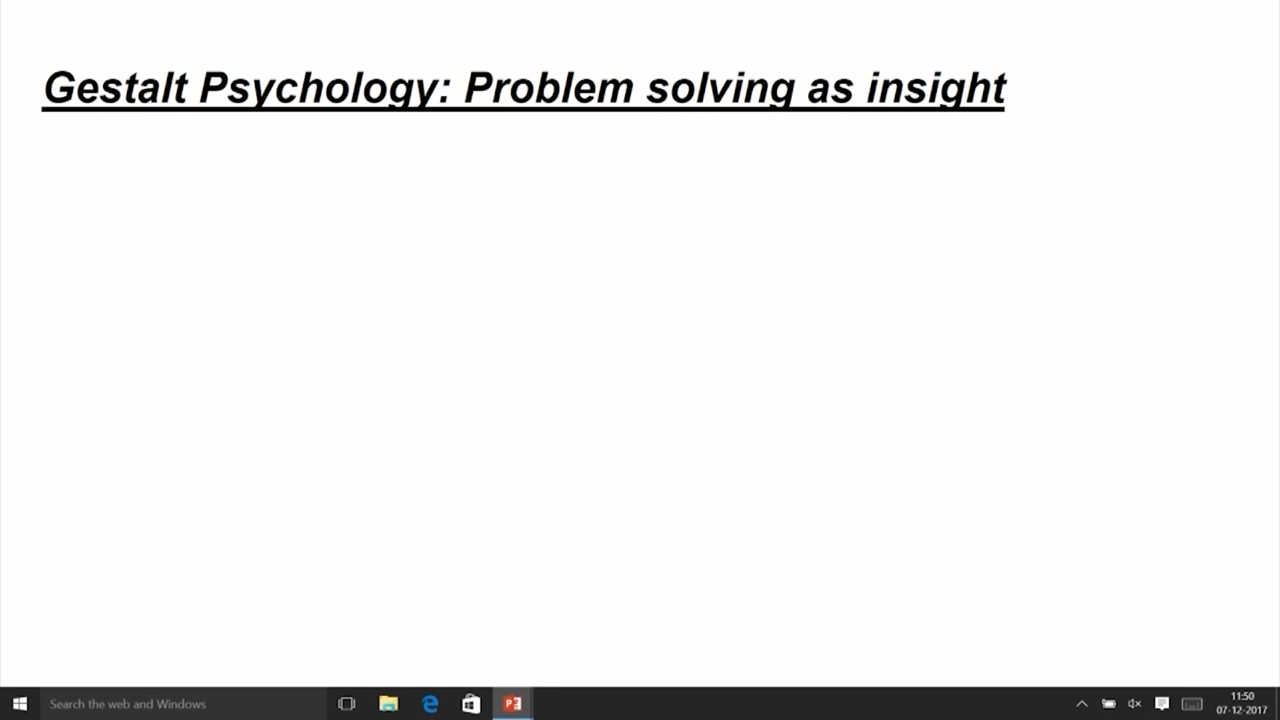 Gestalt Psychology: Problem solving as insight
Search the web and Windows
11:50
07-12-2017